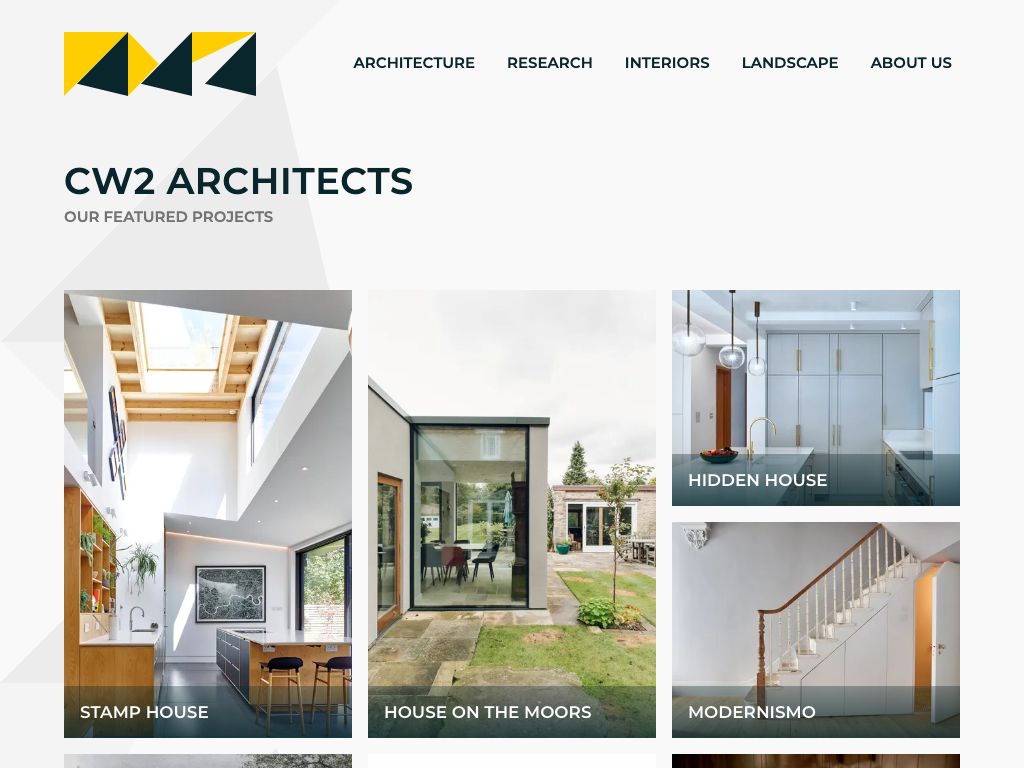 ARCHITECTURE RESEARCH INTERIORS LANDSCAPE ABOUT US
CW2 ARCHITECTS
OUR FEATURED PROJECTS
HIDDEN HOUSE
STAMP HOUSE
HOUSE ON THE MOORS
MODERNISMO